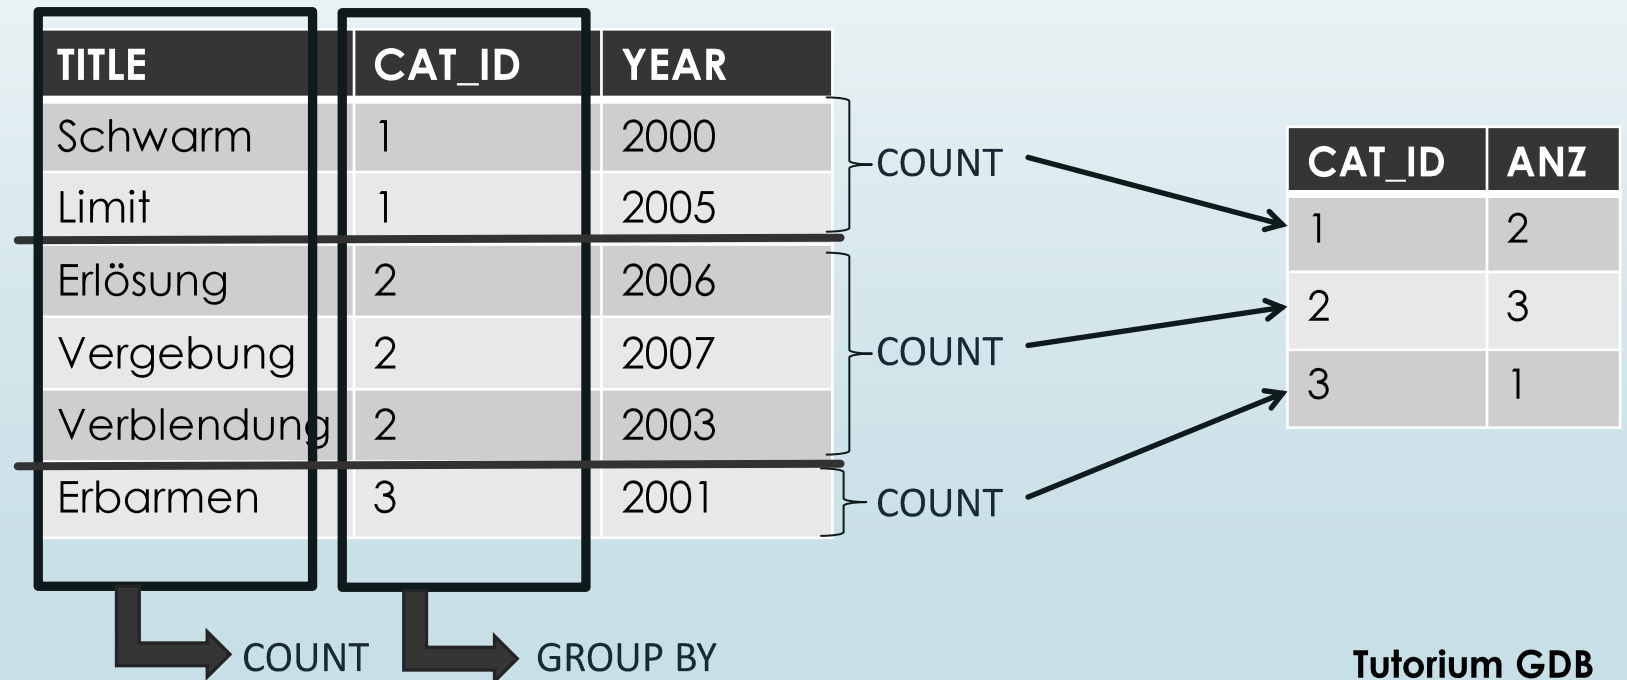 TITLE CAT_ID YEAR
Schwarm 1 2000
Limit 1 2005
Erlösung 2 2006
Vergebung 2 2007
Verblendung 2 2003
Erbarmen 3 2001
COUNT
COUNT
COUNT
CAT_ID ANZ
1 2
2 3
3 1
COUNT GROUP BY
Tutorium GDB